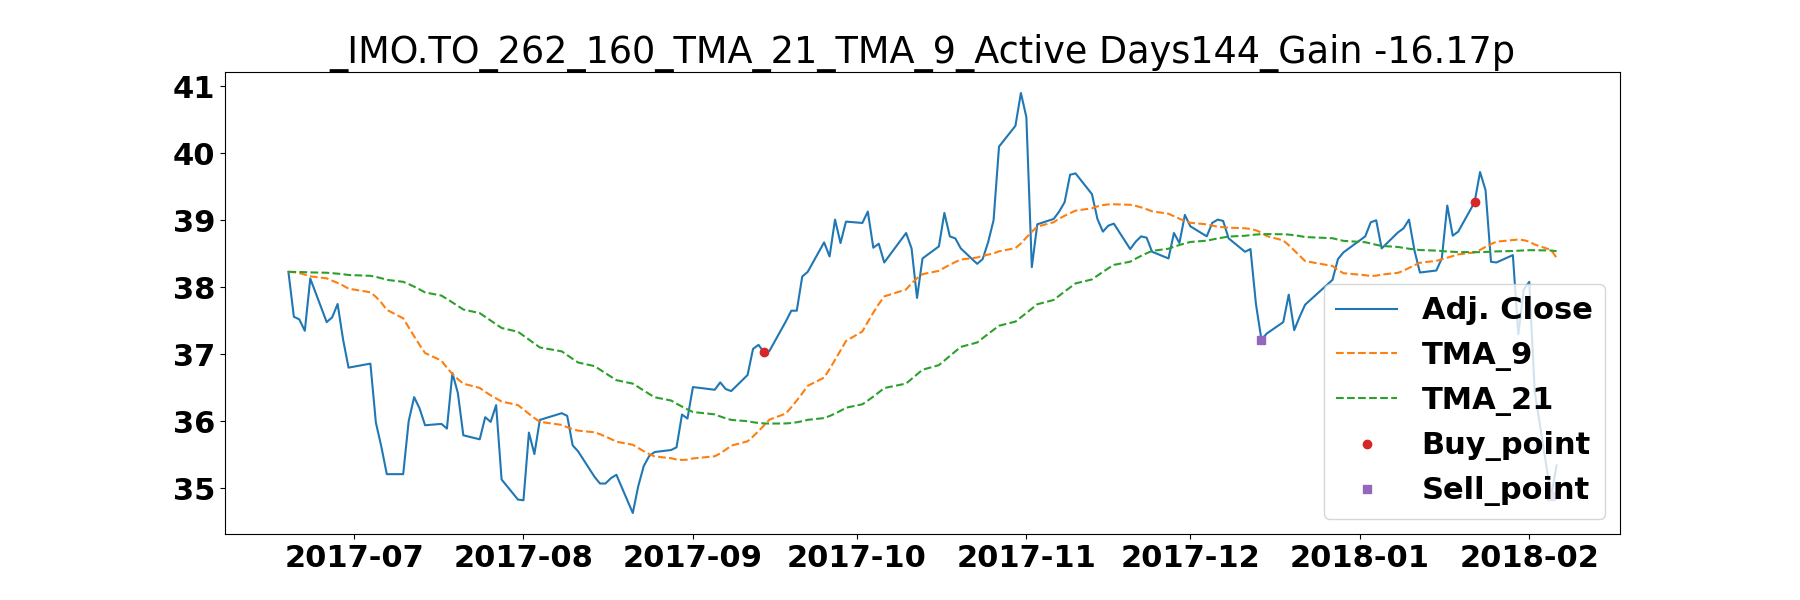 _IMO.TO_262_160_TMA_21_TMA_9_Active Days144_Gain -16.17p
41
40
39
38
37
36
35
Adj. Close
TMA_9
TMA_21
Buy_point
Sell_point
2017-07 2017-08 2017-09 2017-10 2017-11 2017-12 2018-01 2018-02